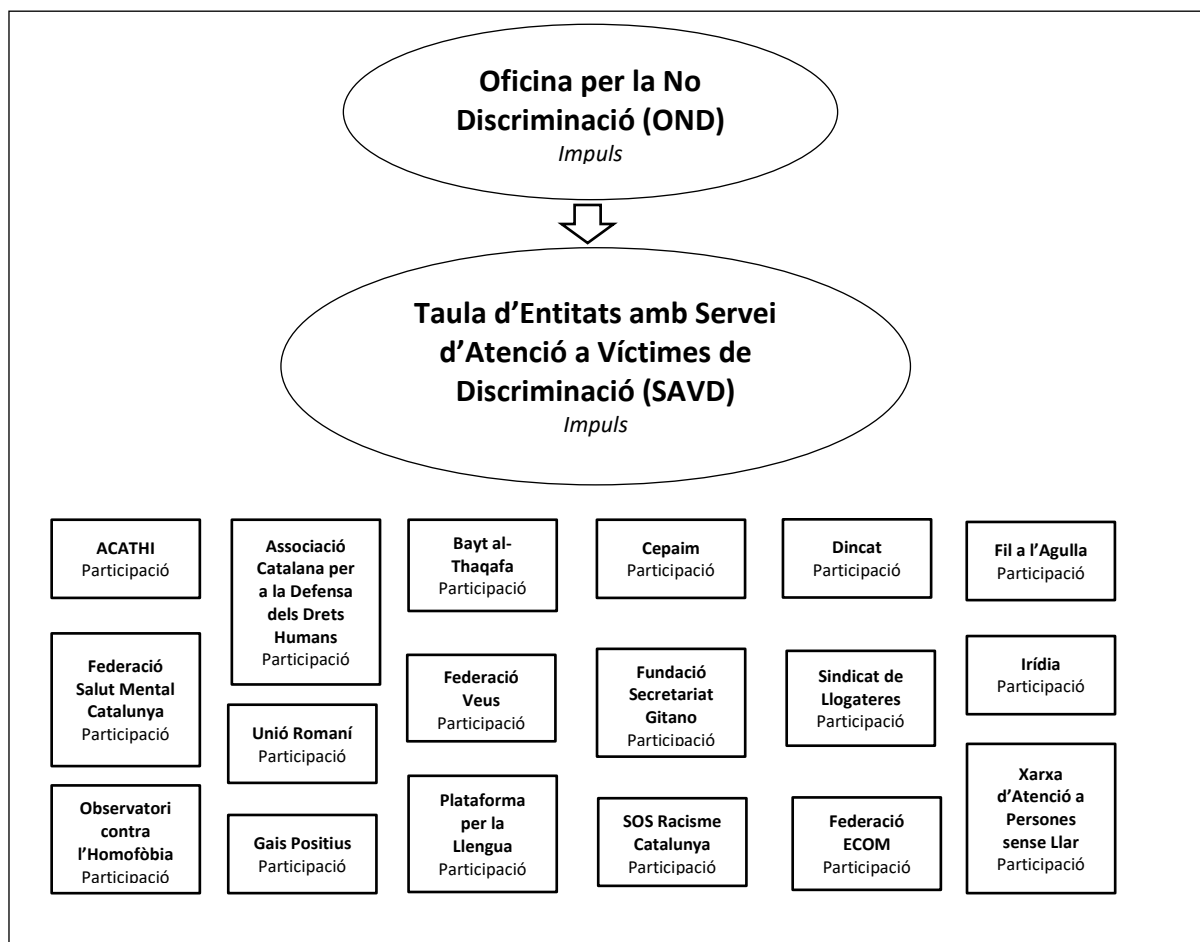 Oficina per la No
Discriminació (OND)
Impuls
Taula d’Entitats amb Servei
d’Atenció a Víctimes de
Discriminació (SAVD)
Impuls
ACATHI
Participació
Associació
Catalana per
a la Defensa
dels Drets
Humans
Participació
Bayt al-
Thaqafa
Participació
Cepaim
Participació
Dincat
Participació
Fil a l’Agulla
Participació
Federació
Salut Mental
Catalunya
Participació
Unió Romaní
Participació
Federació
Veus
Participació
Fundació
Secretariat
Gitano
Participació
Sindicat de
Llogateres
Participació
Irídia
Participació
Observatori
contra
l’Homofòbia
Participació
Gais Positius
Participació
Plataforma
per la
Llengua
Participació
SOS Racisme
Catalunya
Participació
Federació
ECOM
Participació
Xarxa
d’Atenció a
Persones
sense Llar
Participació